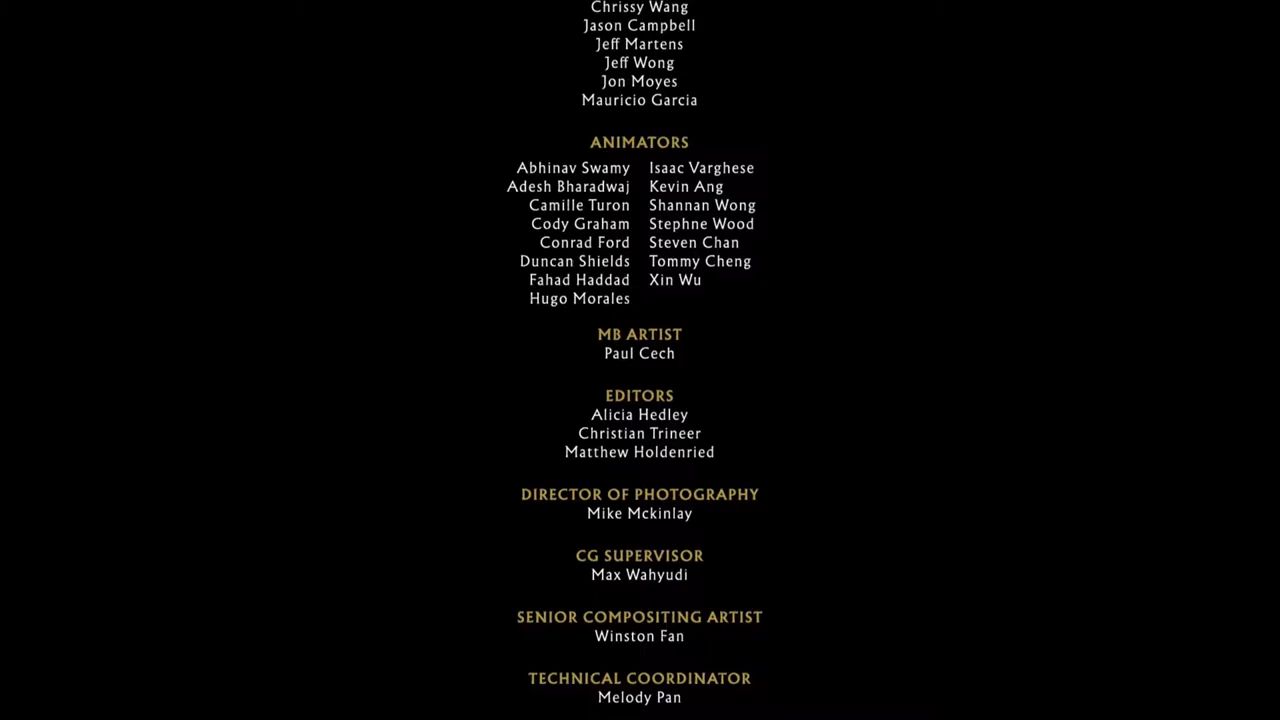 Chrissy Wang
Jason Campbell
Jeff Martens
Jeff Wong
Jon Moyes
Mauricio Garcia
ANIMATORS
Abhinav Swamy Isaac Varghese
Adesh Bharadwaj Kevin Ang
Camille Turon Shannan Wong
Cody Graham Stephne Wood
Conrad Ford Steven Chan
Duncan Shields Tommy Cheng
Fahad Haddad Xin Wu
Hugo Morales
MB ARTIST
Paul Cech
EDITORS
Alicia Hedley
Christian Trineer
Matthew Holdenried
DIRECTOR OF PHOTOGRAPHY
Mike Mckinlay
CG SUPERVISOR
Max Wahyudi
SENIOR COMPOSITING ARTIST
Winston Fan
TECHNICAL COORDINATOR
Melody Pan